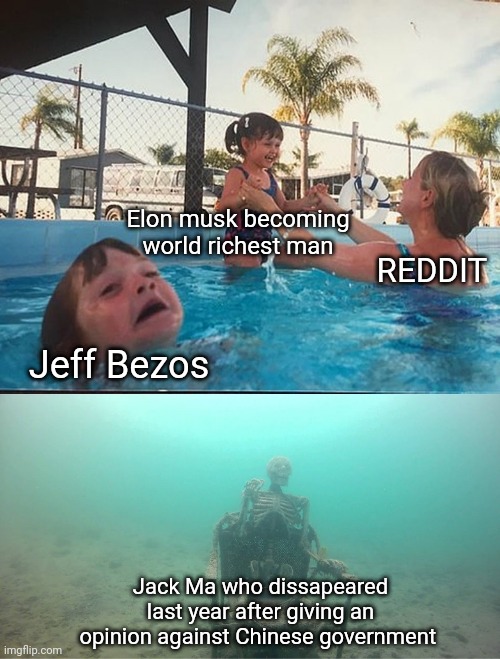 Elon musk becoming
world richest man
REDDIT
Jeff Bezos
Jack Ma who dissapeared
last year after giving an
opinion against Chinese government
imgflip.com